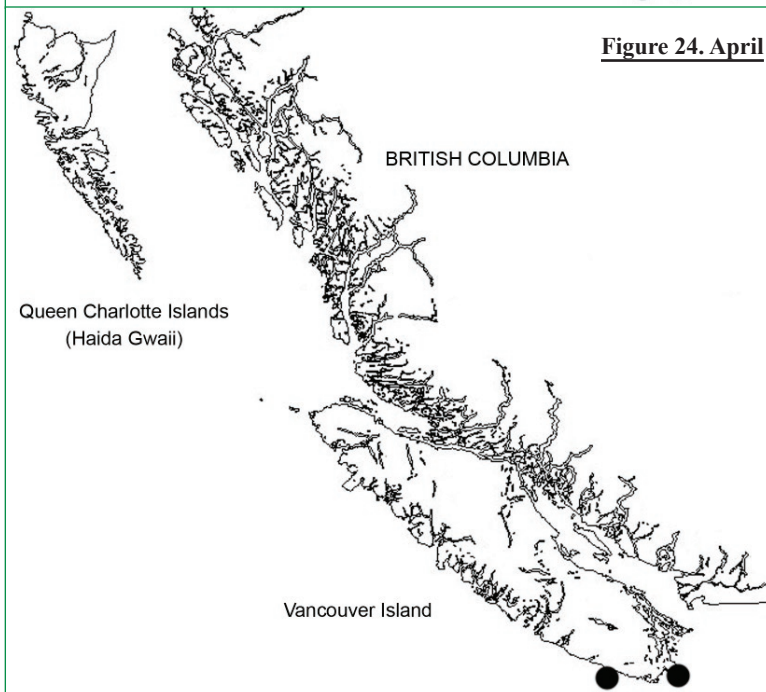 Figure 24. April
BRITISH COLUMBIA
Queen Charlotte Islands
(Haida Gwaii)
Vancouver Island